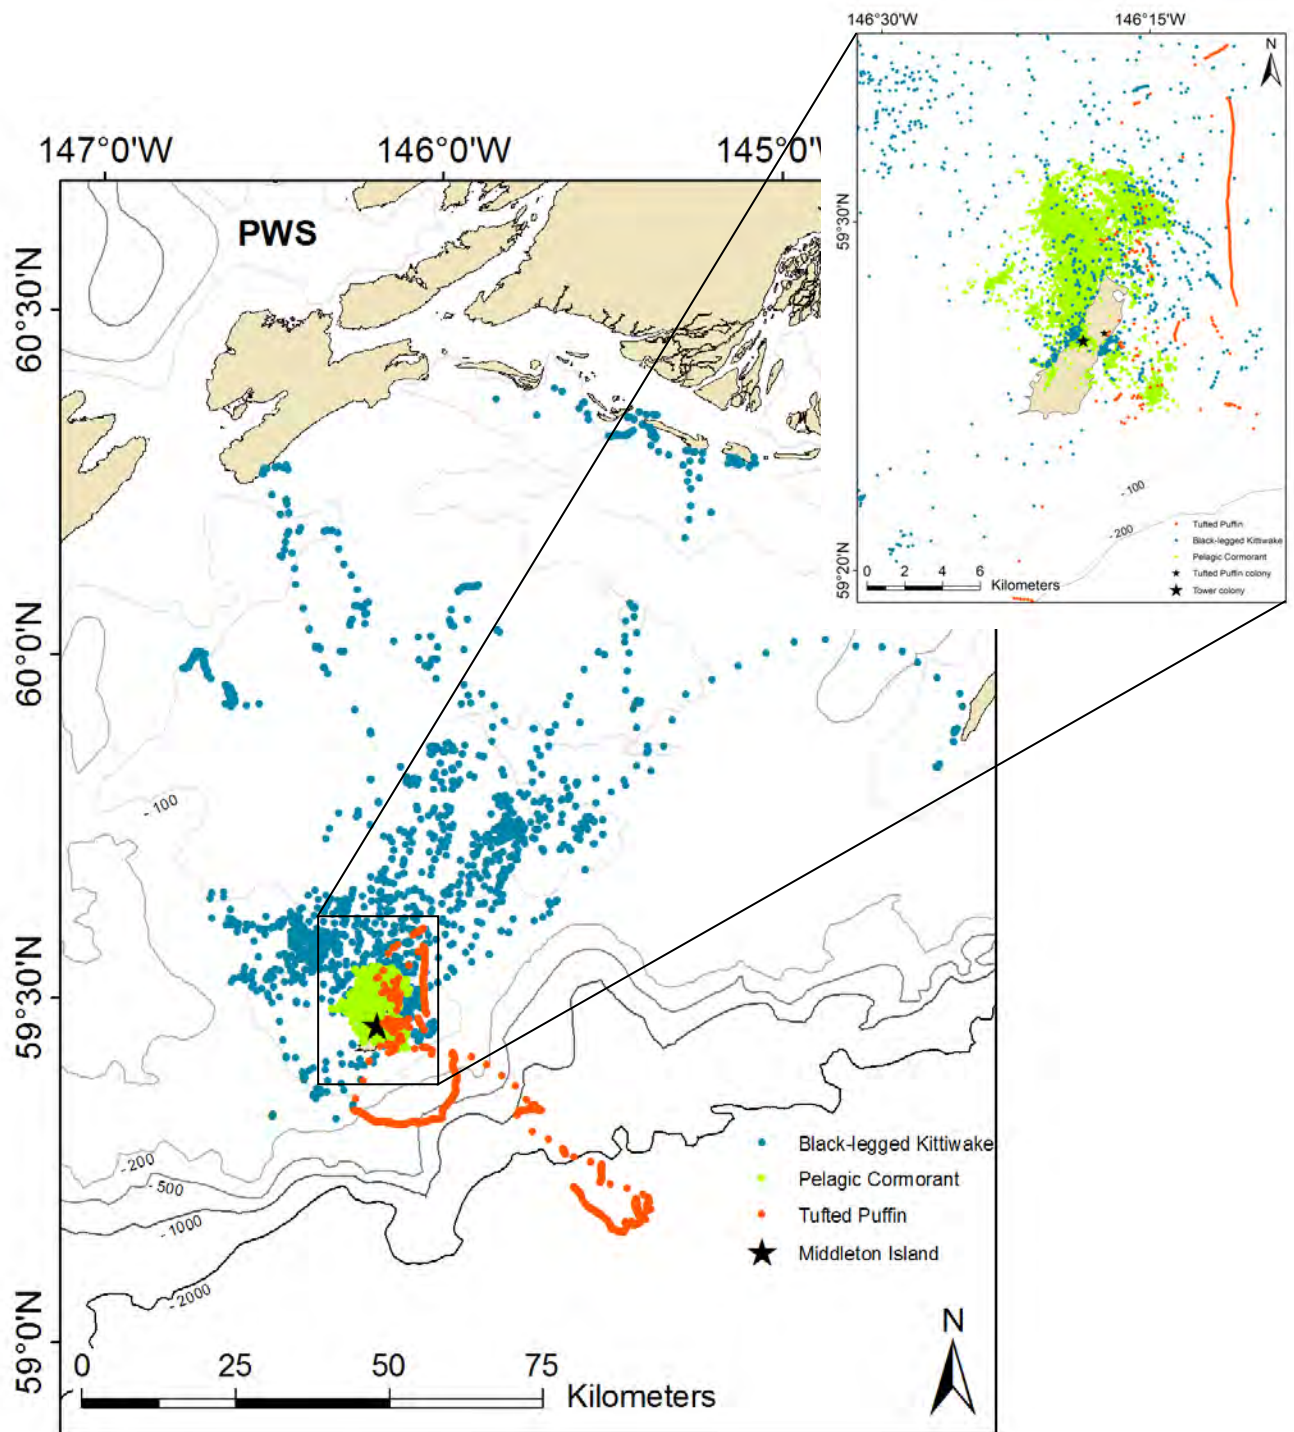 146°30'W 146°15'W
N
147°0'W 146°0'W 145°0'W
PWS
59°30'N
60°30'N
-100
-200
Tufted Puffin
Black-legged Kittiwake
Pelagic Cormorant
Tufted Puffin colony
Tower colony
59°20'N
0 2 4 6 Kilometers
60°0'N
-100
59°30'N
Black-legged Kittiwake
-200
-500
Pelagic Cormorant
-1000
Tufted Puffin
Middleton Island
-2000
N
59°0'N
0 25 50 75
Kilometers